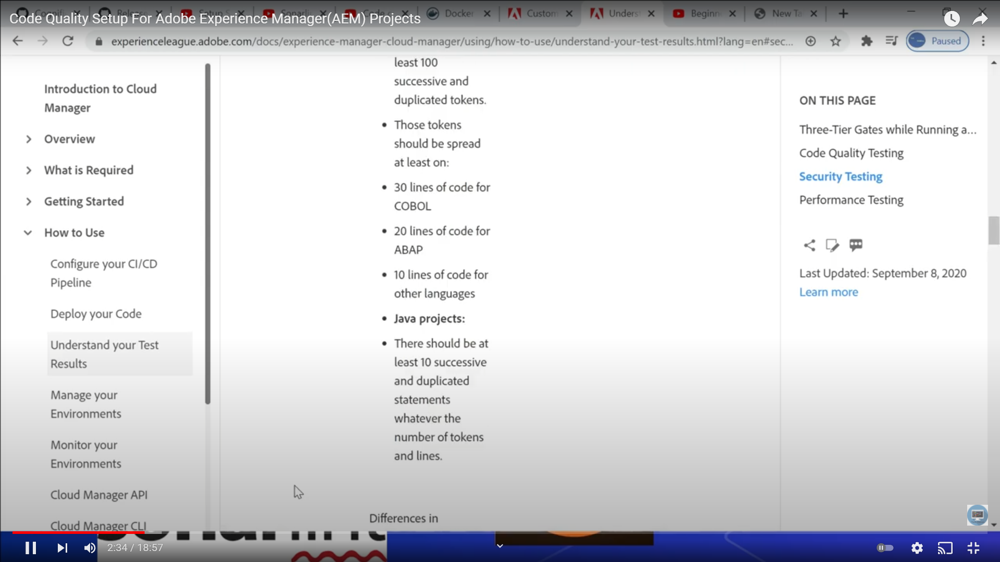 Cognifi
Release
Setup S
Sonarli
Code
Docker
Custom
Underst
Beginn
New Ta
Code Quality Setup For Adobe Experience Manager(AEM) Projects
experienceleague.adobe.com/docs/experience-manager-cloud-manager/using/how-to-use/understand-your-test-results.html?lang=en#sec...
Paused
Introduction to Cloud
Manager
Overview
What is Required
Getting Started
How to Use
Configure your CI/CD
Pipeline
Deploy your Code
Understand your Test
Results
Manage your
Environments
Monitor your
Environments
Cloud Manager API
Cloud Manager CLI
least 100
successive and
duplicated tokens.
• Those tokens
should be spread
at least on:
• 30 lines of code for
COBOL
• 20 lines of code for
ABAP
• 10 lines of code for
other languages
• Java projects:
• There should be at
least 10 successive
and duplicated
statements
whatever the
number of tokens
and lines.
Differences in
ON THIS PAGE
Three-Tier Gates while Running a...
Code Quality Testing
Security Testing
Performance Testing
Last Updated: September 8, 2020
Learn more
2:34 / 18:57